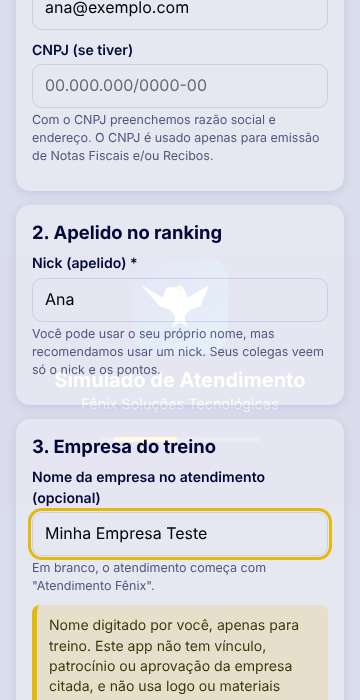 ana@exemplo.com
CNPJ (se tiver)
00.000.000/0000-00
Com o CNPJ preenchemos razão social e
endereço. O CNPJ é usado apenas para emissão
de Notas Fiscais e/ou Recibos.
2. Apelido no ranking
Nick (apelido) *
Ana
Você pode usar o seu próprio nome, mas
recomendamos usar um nick. Seus colegas veem
só o nick e os pontos.
Simulado de Atendimento
Fênix Soluções Tecnológicas
3. Empresa do treino
Nome da empresa no atendimento
(opcional)
Minha Empresa Teste
Em branco, o atendimento começa com
"Atendimento Fênix".
Nome digitado por você, apenas para
treino. Este app não tem vínculo,
patrocínio ou aprovação da empresa
citada, e não usa logo ou materiais